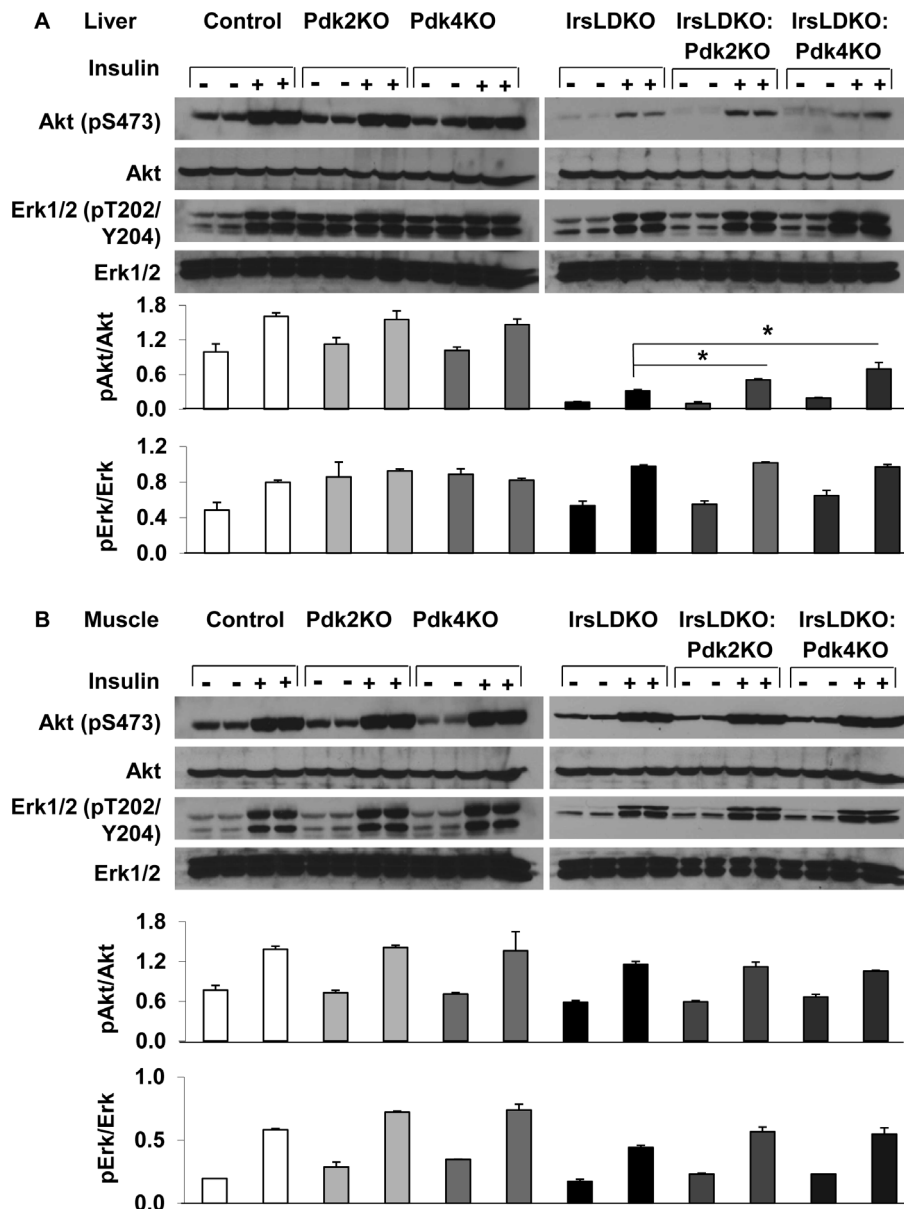 A Liver Control Pdk2KO Pdk4KO IrsLDKO IrsLDKO: IrsLDKO:
Pdk2KO Pdk4KO
Insulin - - + + - - + + - - + + - - + + - - + + - - + +
Akt (pS473)
Akt
Erk1/2 (pT202/
Y204)
Erk1/2
pAkt/Akt
1.8
1.2
0.6
0.0
*
*
pErk/Erk
1.2
0.8
0.4
0.0
B Muscle Control Pdk2KO Pdk4KO IrsLDKO IrsLDKO: IrsLDKO:
Pdk2KO Pdk4KO
Insulin - - + + - - + + - - + + - - + + - - + + - - + +
Akt (pS473)
Akt
Erk1/2 (pT202/
Y204)
Erk1/2
pAkt/Akt
1.8
1.2
0.6
0.0
pErk/Erk
1.0
0.5
0.0